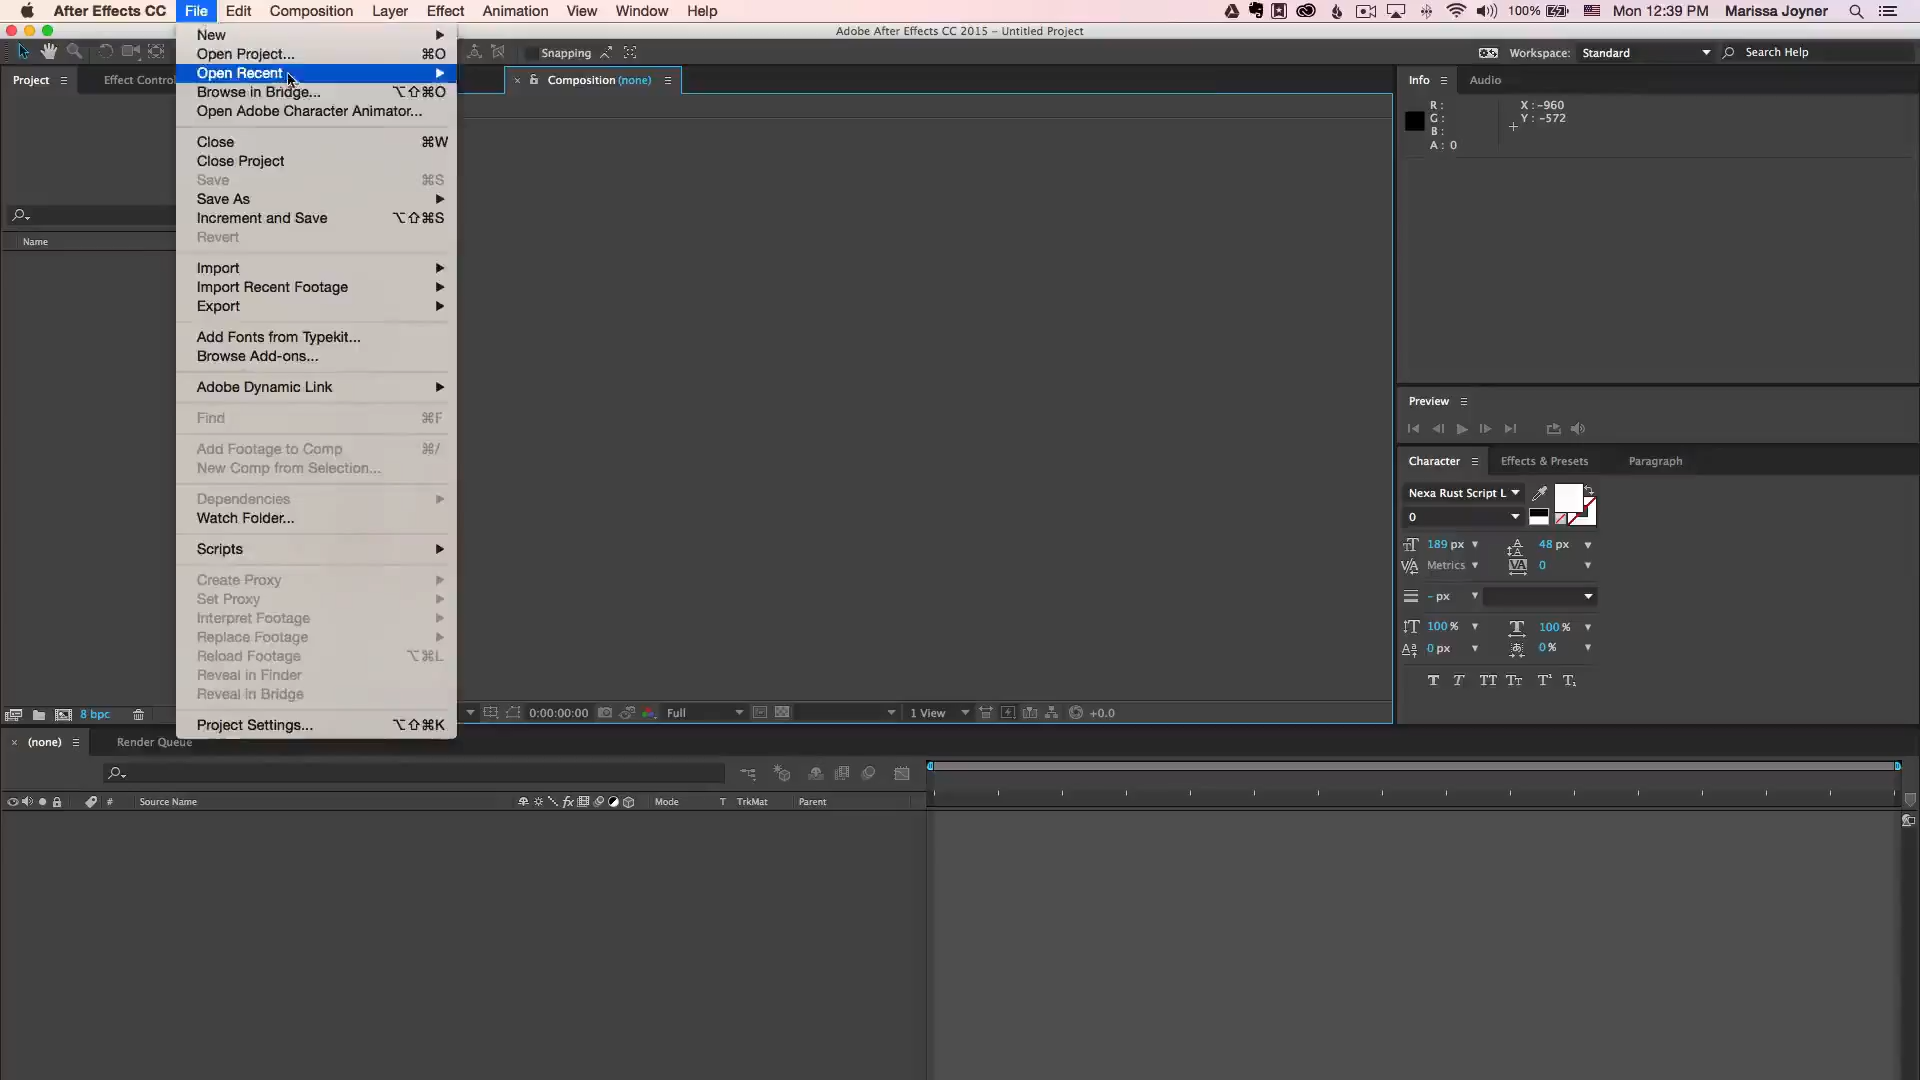 After Effects CC File Edit Composition Layer Effect Animation View Window Help 100% Mon 12:39 PM Marissa Joyner
Adobe After Effects CC 2015 - Untitled Project
Snapping Workspace: Standard Search Help
Project Effect Contro Composition (none) Info Audio
New
Open Project... ⌘O
Open Recent
Browse in Bridge... ⌥⇧⌘O
Open Adobe Character Animator...
Close ⌘W
Close Project
Save ⌘S
Save As
Increment and Save ⌥⇧⌘S
Revert
Import
Import Recent Footage
Export
Add Fonts from Typekit...
Browse Add-ons...
Adobe Dynamic Link
Find ⌘F
Add Footage to Comp ⌘/
New Comp from Selection...
Dependencies
Watch Folder...
Scripts
Create Proxy
Set Proxy
Interpret Footage
Replace Footage
Reload Footage ⌥⌘L
Reveal in Finder
Reveal in Bridge
Project Settings... ⌥⇧⌘K
Name
8 bpc
R : X : -960
G : Y : -572
B :
A : 0
Preview
Character Effects & Presets Paragraph
Nexa Rust Script L
0
189 px 48 px
Metrics 0
- px
100 % 100 %
0 px 0 %
T T TT Tt T¹ T₁
0:00:00:00 Full 1 View +0.0
(none) Render Queue
# Source Name fx Mode T TrkMat Parent